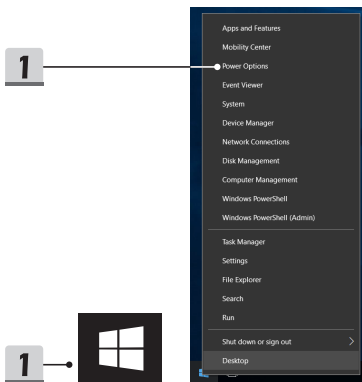 1
Apps and Features
Mobility Center
Power Options
Event Viewer
System
Device Manager
Network Connections
Disk Management
Computer Management
Windows PowerShell
Windows PowerShell (Admin)
Task Manager
Settings
File Explorer
Search
Run
Shut down or sign out
Desktop
1